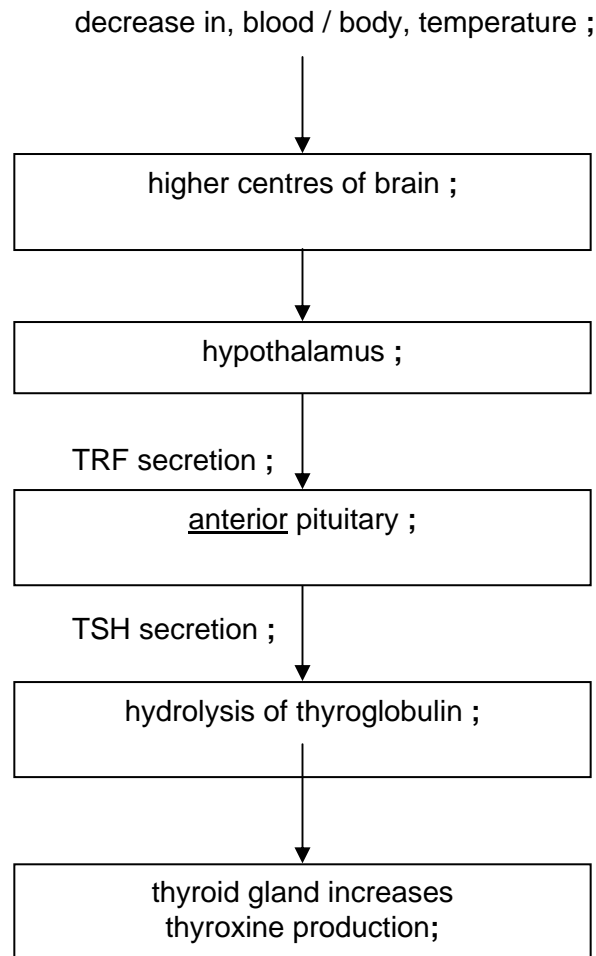 decrease in, blood / body, temperature ;
higher centres of brain ;
hypothalamus ;
TRF secretion ;
anterior pituitary ;
TSH secretion ;
hydrolysis of thyroglobulin ;
thyroid gland increases
thyroxine production;